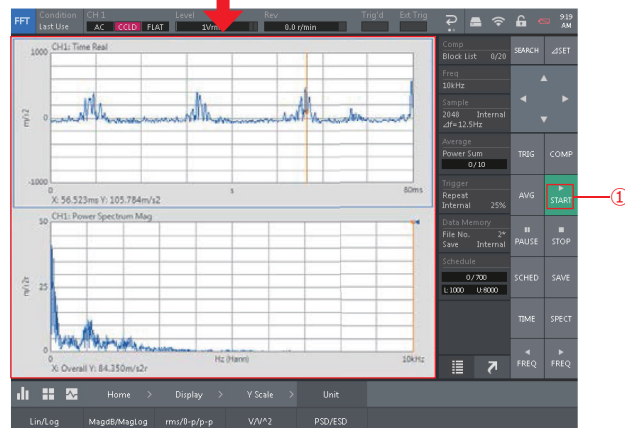 FFT Condition CH 1 Level Rev Trig'd Ext Trig 919
Last Use AC CCLD FLAT 0.0 r/min AM
CH1: Time Real
1000
m/s2
0
-1000
0 s 80ms
X: 56.523ms Y: 105.784m/s2
CH1: Power Spectrum Mag
50
m/s2r
25
0
0 Hz (Hann) 10kHz
X: Overall Y: 84.350m/s2r
Comp
Block List 0/20
Freq
10kHz
Sample
2048 Internal
⊿f=12.5Hz
Average
Power Sum
0/10
Trigger
Repeat
Internal 25%
Data Memory
File No. 2*
Save Internal
Schedule
0/700
L:1000 U:8000
SEARCH ⊿SET
TRIG COMP
AVG START
①
PAUSE STOP
SCHED SAVE
TIME SPECT
FREQ FREQ
Home > Display > Y Scale > Unit
Lin/Log MagdB/MagLog rms/0-p/p-p V/V^2 PSD/ESD